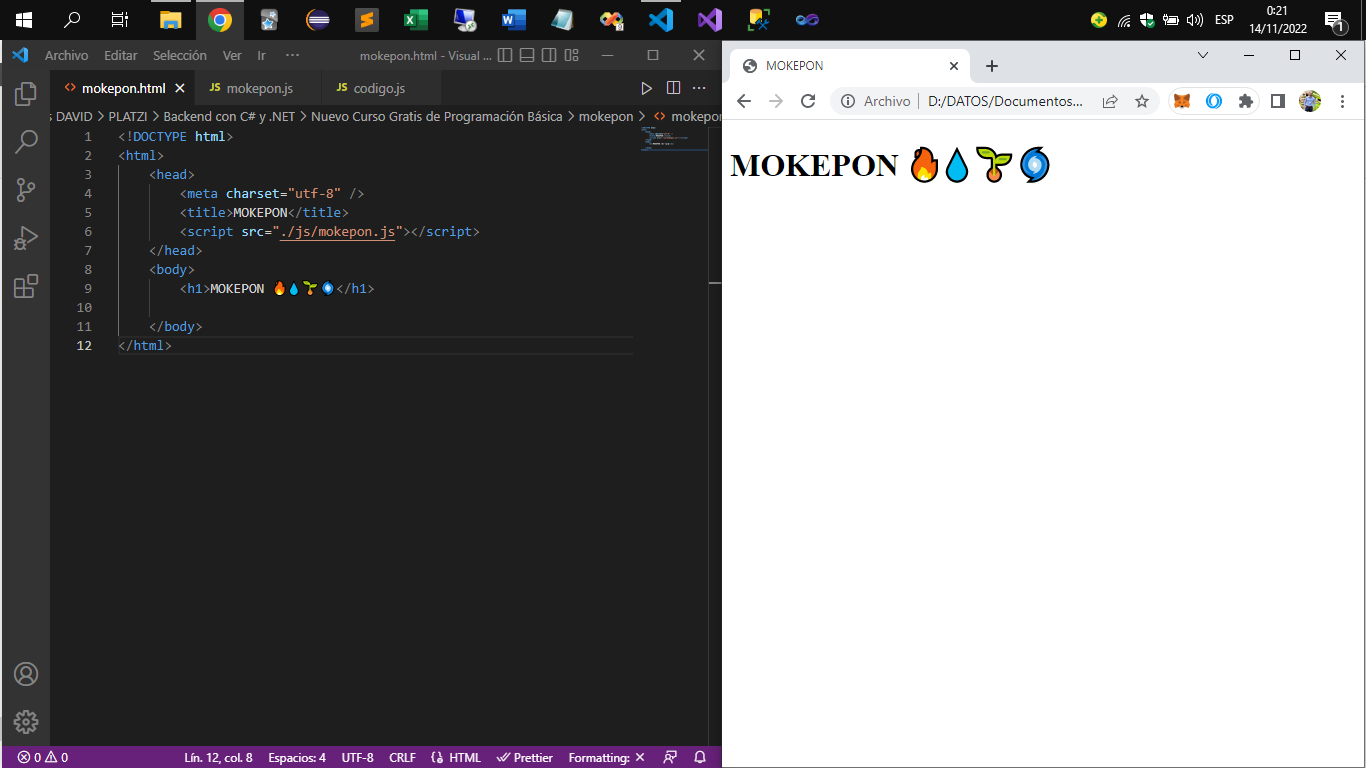 0:21
ESP
14/11/2022
1
Archivo Editar Selección Ver Ir ··· mokepon.html - Visual ...
<> mokepon.html JS mokepon.js JS codigo.js
s DAVID > PLATZI > Backend con C# y .NET > Nuevo Curso Gratis de Programación Básica > mokepon > <> mokepon
1 <!DOCTYPE html>
2 <html>
3 <head>
4 <meta charset="utf-8" />
5 <title>MOKEPON</title>
6 <script src="./js/mokepon.js"></script>
7 </head>
8 <body>
9 <h1>MOKEPON 🔥💧🌱🌀</h1>
10
11 </body>
12 </html>
0 0 Lín. 12, col. 8 Espacios: 4 UTF-8 CRLF {} HTML Prettier Formatting: ✕
MOKEPON
Archivo | D:/DATOS/Documentos...
MOKEPON 🔥💧🌱🌀